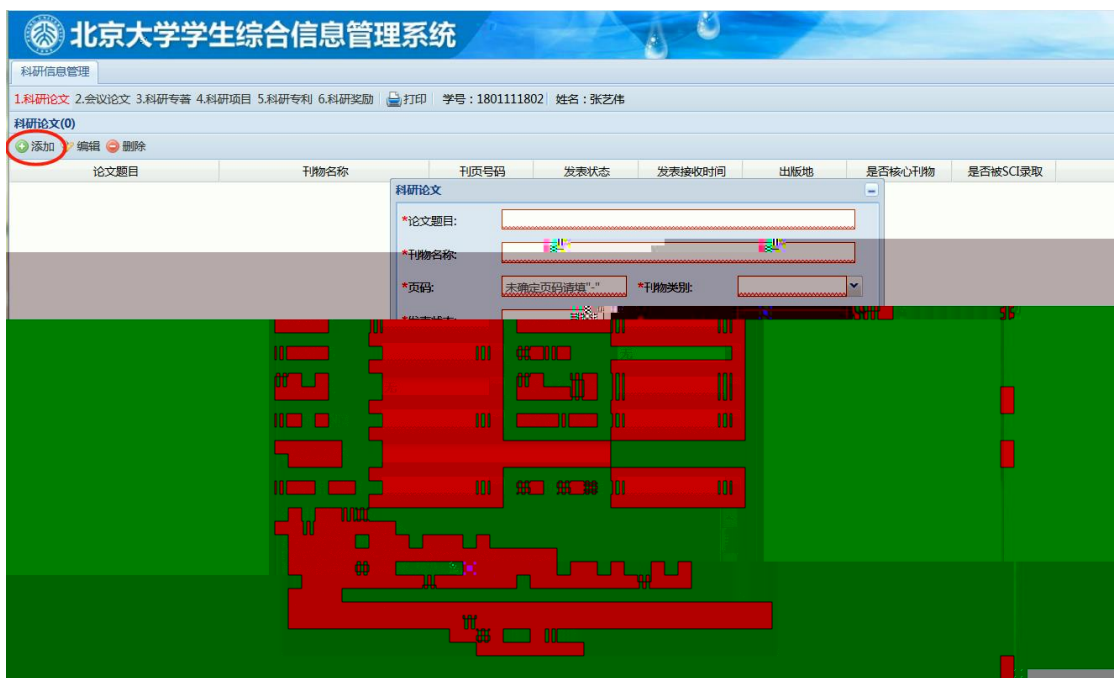 北京大学学生综合信息管理系统
科研信息管理
1.科研论文 2.会议论文 3.科研专著 4.科研项目 5.科研专利 6.科研奖励 打印 学号：1801111802 姓名：张艺伟
科研论文(0)
添加 编辑 删除
论文题目 刊物名称 刊页号码 发表状态 发表接收时间 出版地 是否核心刊物 是否被SCI录取
科研论文
*论文题目:
*刊物名称:
*页码: 未确定页码请填"-" *刊物类别: